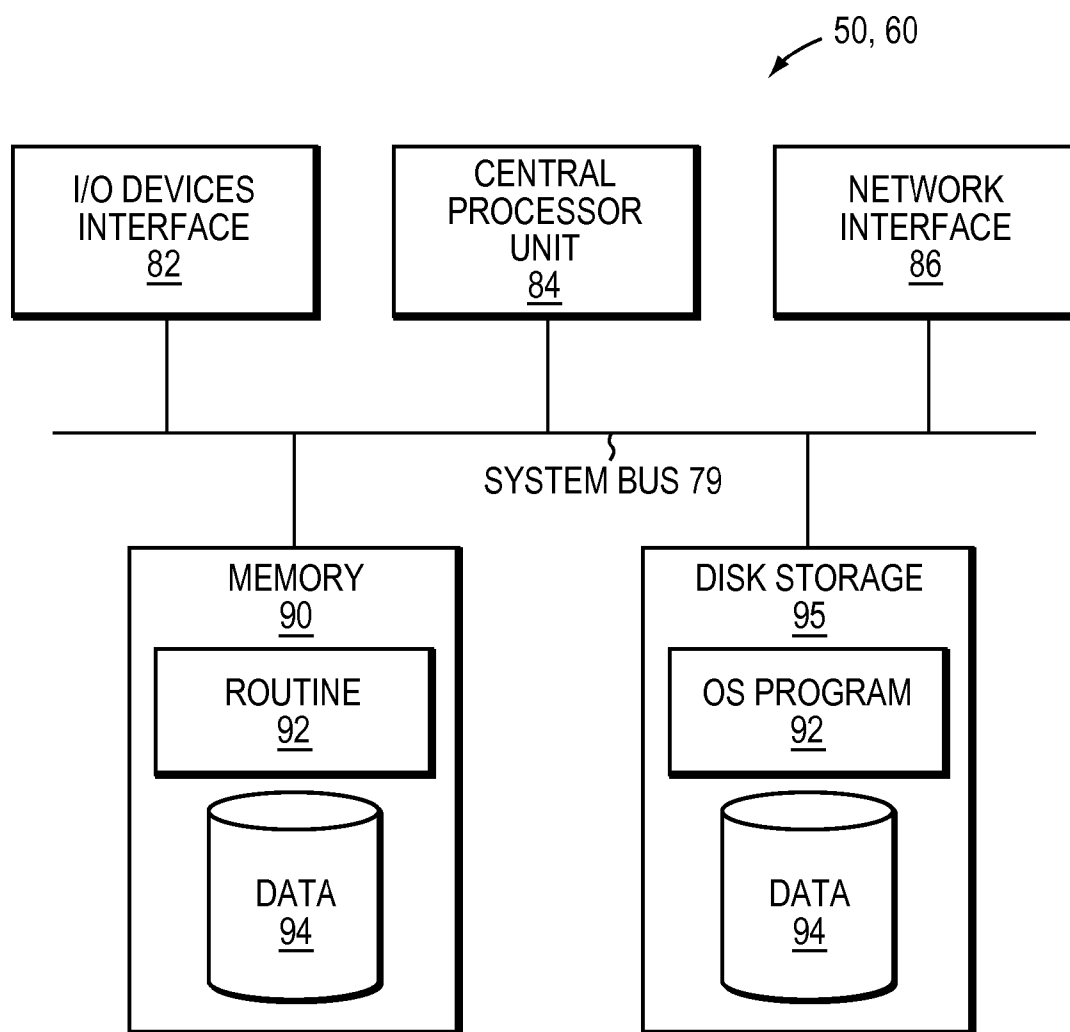 50, 60
I/O DEVICES
INTERFACE
82
CENTRAL
PROCESSOR
UNIT
84
NETWORK
INTERFACE
86
SYSTEM BUS 79
MEMORY
90
ROUTINE
92
DATA
94
DISK STORAGE
95
OS PROGRAM
92
DATA
94